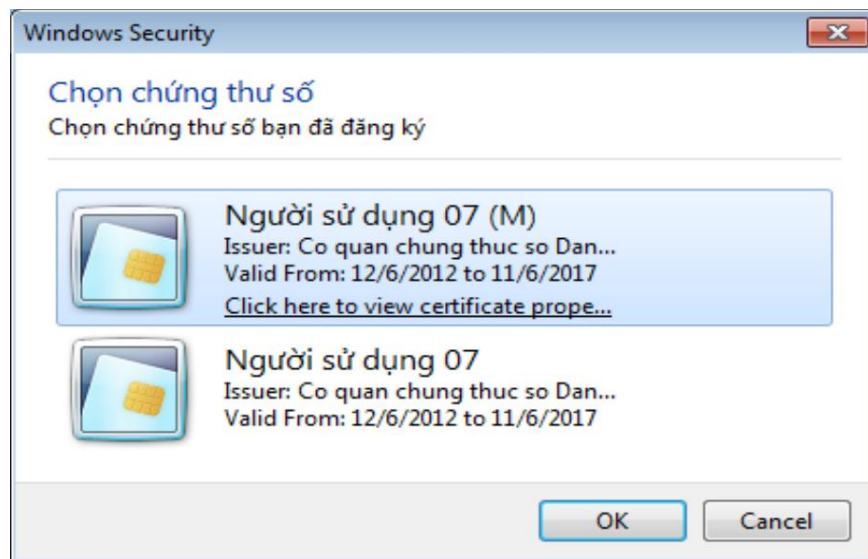 Windows Security
Chọn chứng thư số
Chọn chứng thư số bạn đã đăng ký
Người sử dụng 07 (M)
Issuer: Co quan chung thuc so Dan...
Valid From: 12/6/2012 to 11/6/2017
Click here to view certificate prope...
Người sử dụng 07
Issuer: Co quan chung thuc so Dan...
Valid From: 12/6/2012 to 11/6/2017
OK Cancel